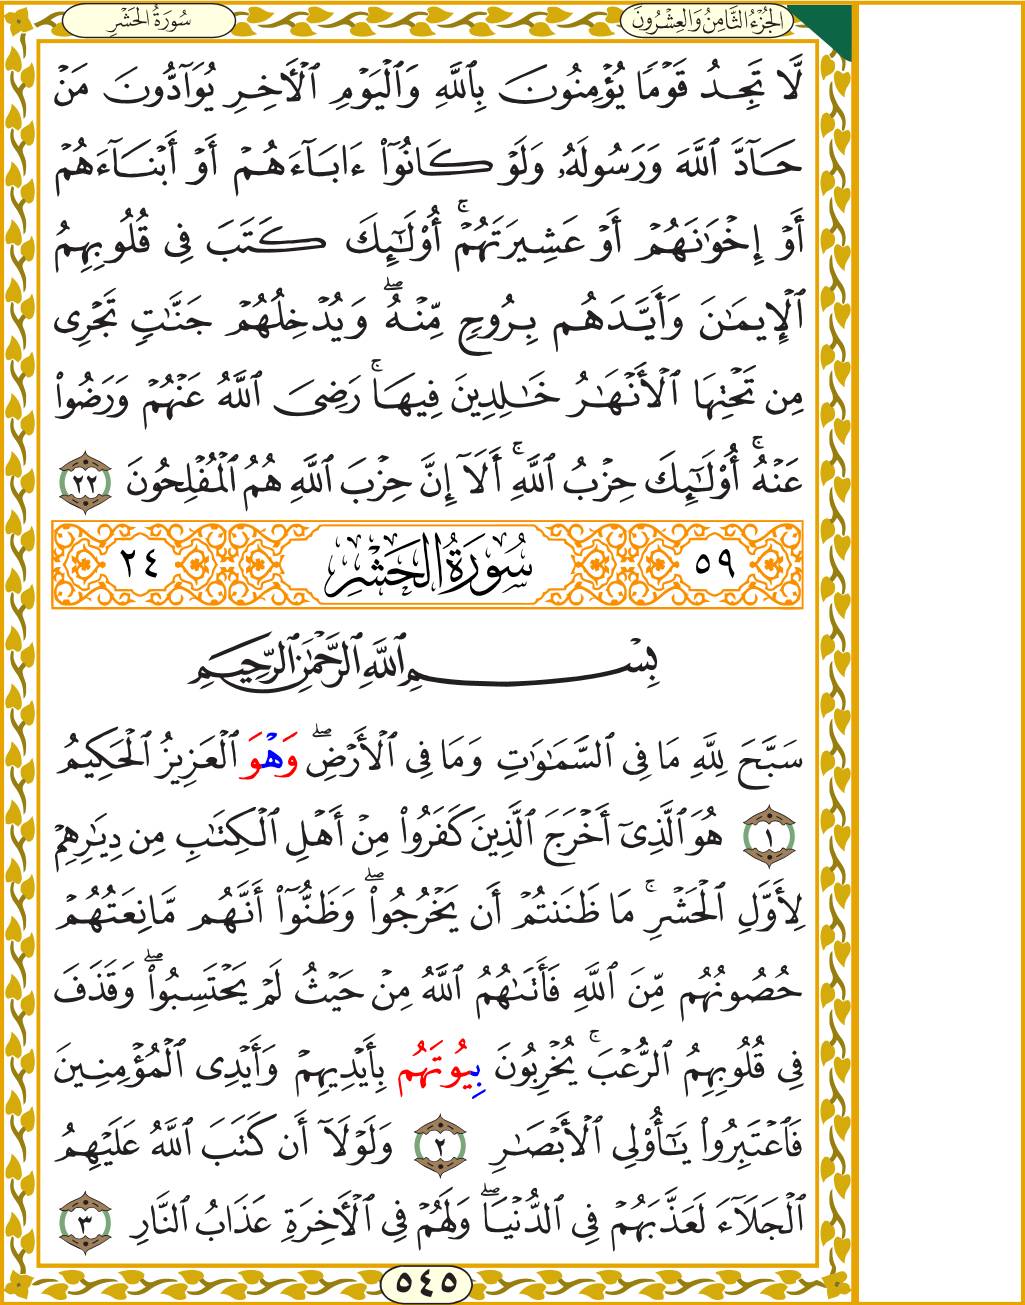 الجُزْءُ الثَّامِنُ وَالعِشْرُونَ
سُورَةُ الحَشْرِ
لَّا تَجِدُ قَوْمٗا يُؤْمِنُونَ بِٱللَّهِ وَٱلْيَوْمِ ٱلْأٓخِرِ يُوَآدُّونَ مَنْ
حَآدَّ ٱللَّهَ وَرَسُولَهُۥ وَلَوْ كَانُوٓاْ ءَابَآءَهُمْ أَوْ أَبْنَآءَهُمْ
أَوْ إِخْوَٰنَهُمْ أَوْ عَشِيرَتَهُمْۚ أُوْلَٰٓئِكَ كَتَبَ فِي قُلُوبِهِمُ
ٱلْإِيمَٰنَ وَأَيَّدَهُم بِرُوحٖ مِّنْهُۖ وَيُدْخِلُهُمْ جَنَّٰتٖ تَجْرِي
مِن تَحْتِهَا ٱلْأَنْهَٰرُ خَٰلِدِينَ فِيهَاۚ رَضِيَ ٱللَّهُ عَنْهُمْ وَرَضُواْ
عَنْهُۚ أُوْلَٰٓئِكَ حِزْبُ ٱللَّهِۚ أَلَآ إِنَّ حِزْبَ ٱللَّهِ هُمُ ٱلْمُفْلِحُونَ ٢٢
٥٩ سُورَةُ الحَشْرِ ٢٤
بِسْمِ ٱللَّهِ ٱلرَّحْمَٰنِ ٱلرَّحِيمِ
سَبَّحَ لِلَّهِ مَا فِي ٱلسَّمَٰوَٰتِ وَمَا فِي ٱلْأَرْضِۖ وَهْوَ ٱلْعَزِيزُ ٱلْحَكِيمُ
١ هُوَ ٱلَّذِيٓ أَخْرَجَ ٱلَّذِينَ كَفَرُواْ مِنْ أَهْلِ ٱلْكِتَٰبِ مِن دِيَٰرِهِمْ
لِأَوَّلِ ٱلْحَشْرِۚ مَا ظَنَنتُمْ أَن يَخْرُجُواْۖ وَظَنُّوٓاْ أَنَّهُم مَّانِعَتُهُمْ
حُصُونُهُم مِّنَ ٱللَّهِ فَأَتَىٰهُمُ ٱللَّهُ مِنْ حَيْثُ لَمْ يَحْتَسِبُواْۖ وَقَذَفَ
فِي قُلُوبِهِمُ ٱلرُّعْبَۚ يُخْرِبُونَ بِيُوتَهُم بِأَيْدِيهِمْ وَأَيْدِي ٱلْمُؤْمِنِينَ
فَٱعْتَبِرُواْ يَٰٓأُوْلِي ٱلْأَبْصَٰرِ ٢ وَلَوْلَآ أَن كَتَبَ ٱللَّهُ عَلَيْهِمُ
ٱلْجَلَآءَ لَعَذَّبَهُمْ فِي ٱلدُّنْيَاۖ وَلَهُمْ فِي ٱلْأٓخِرَةِ عَذَابُ ٱلنَّارِ ٣
٥٤٥